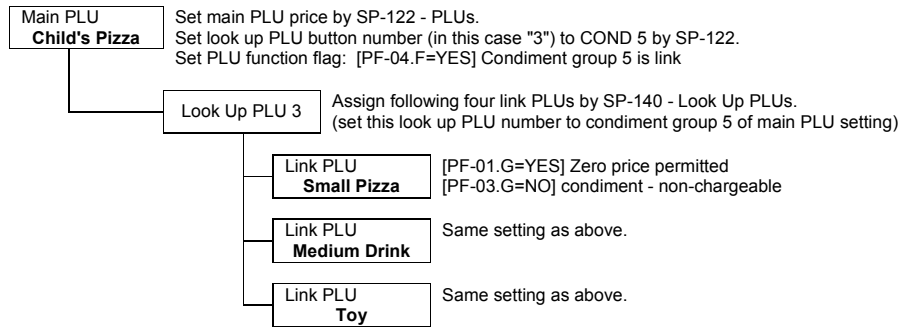 Main PLU
Child's Pizza
Set main PLU price by SP-122 - PLUs.
Set look up PLU button number (in this case "3") to COND 5 by SP-122.
Set PLU function flag: [PF-04.F=YES] Condiment group 5 is link
Look Up PLU 3
Assign following four link PLUs by SP-140 - Look Up PLUs.
(set this look up PLU number to condiment group 5 of main PLU setting)
Link PLU
Small Pizza
[PF-01.G=YES] Zero price permitted
[PF-03.G=NO] condiment - non-chargeable
Link PLU
Medium Drink
Same setting as above.
Link PLU
Toy
Same setting as above.